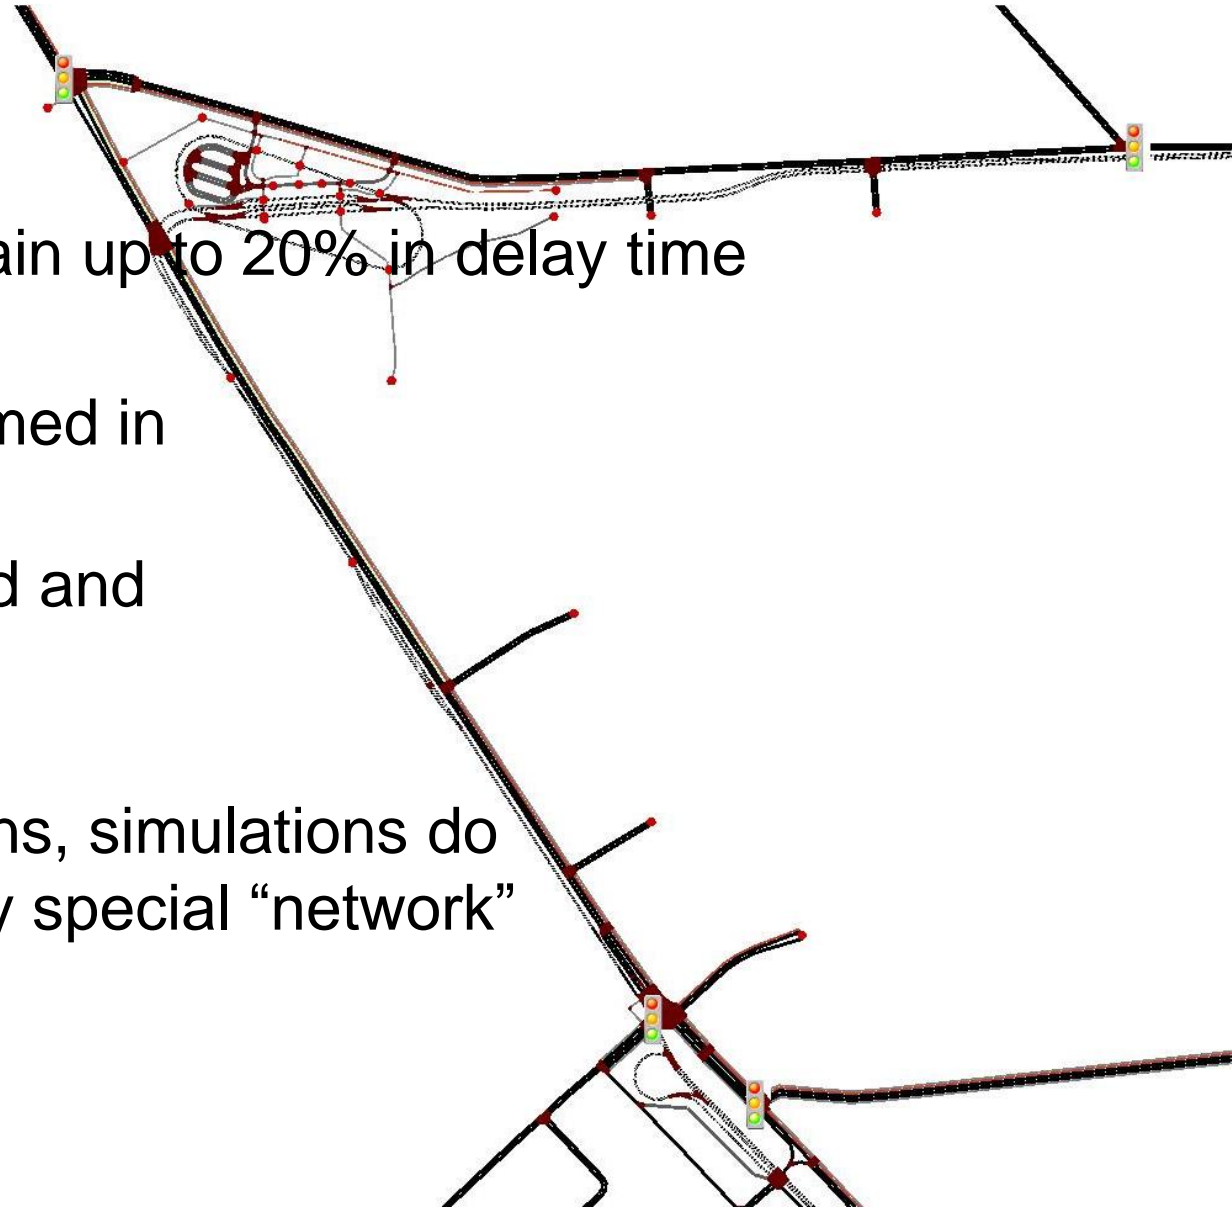 ain up to 20% in delay time
med in
d and
ns, simulations do
y special “network”